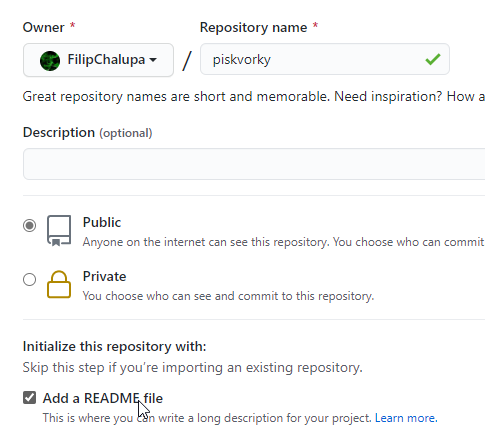 Owner * Repository name *
FilipChalupa / piskvorky
Great repository names are short and memorable. Need inspiration? How a
Description (optional)
Public
Anyone on the internet can see this repository. You choose who can commit
Private
You choose who can see and commit to this repository.
Initialize this repository with:
Skip this step if you're importing an existing repository.
Add a README file
This is where you can write a long description for your project. Learn more.